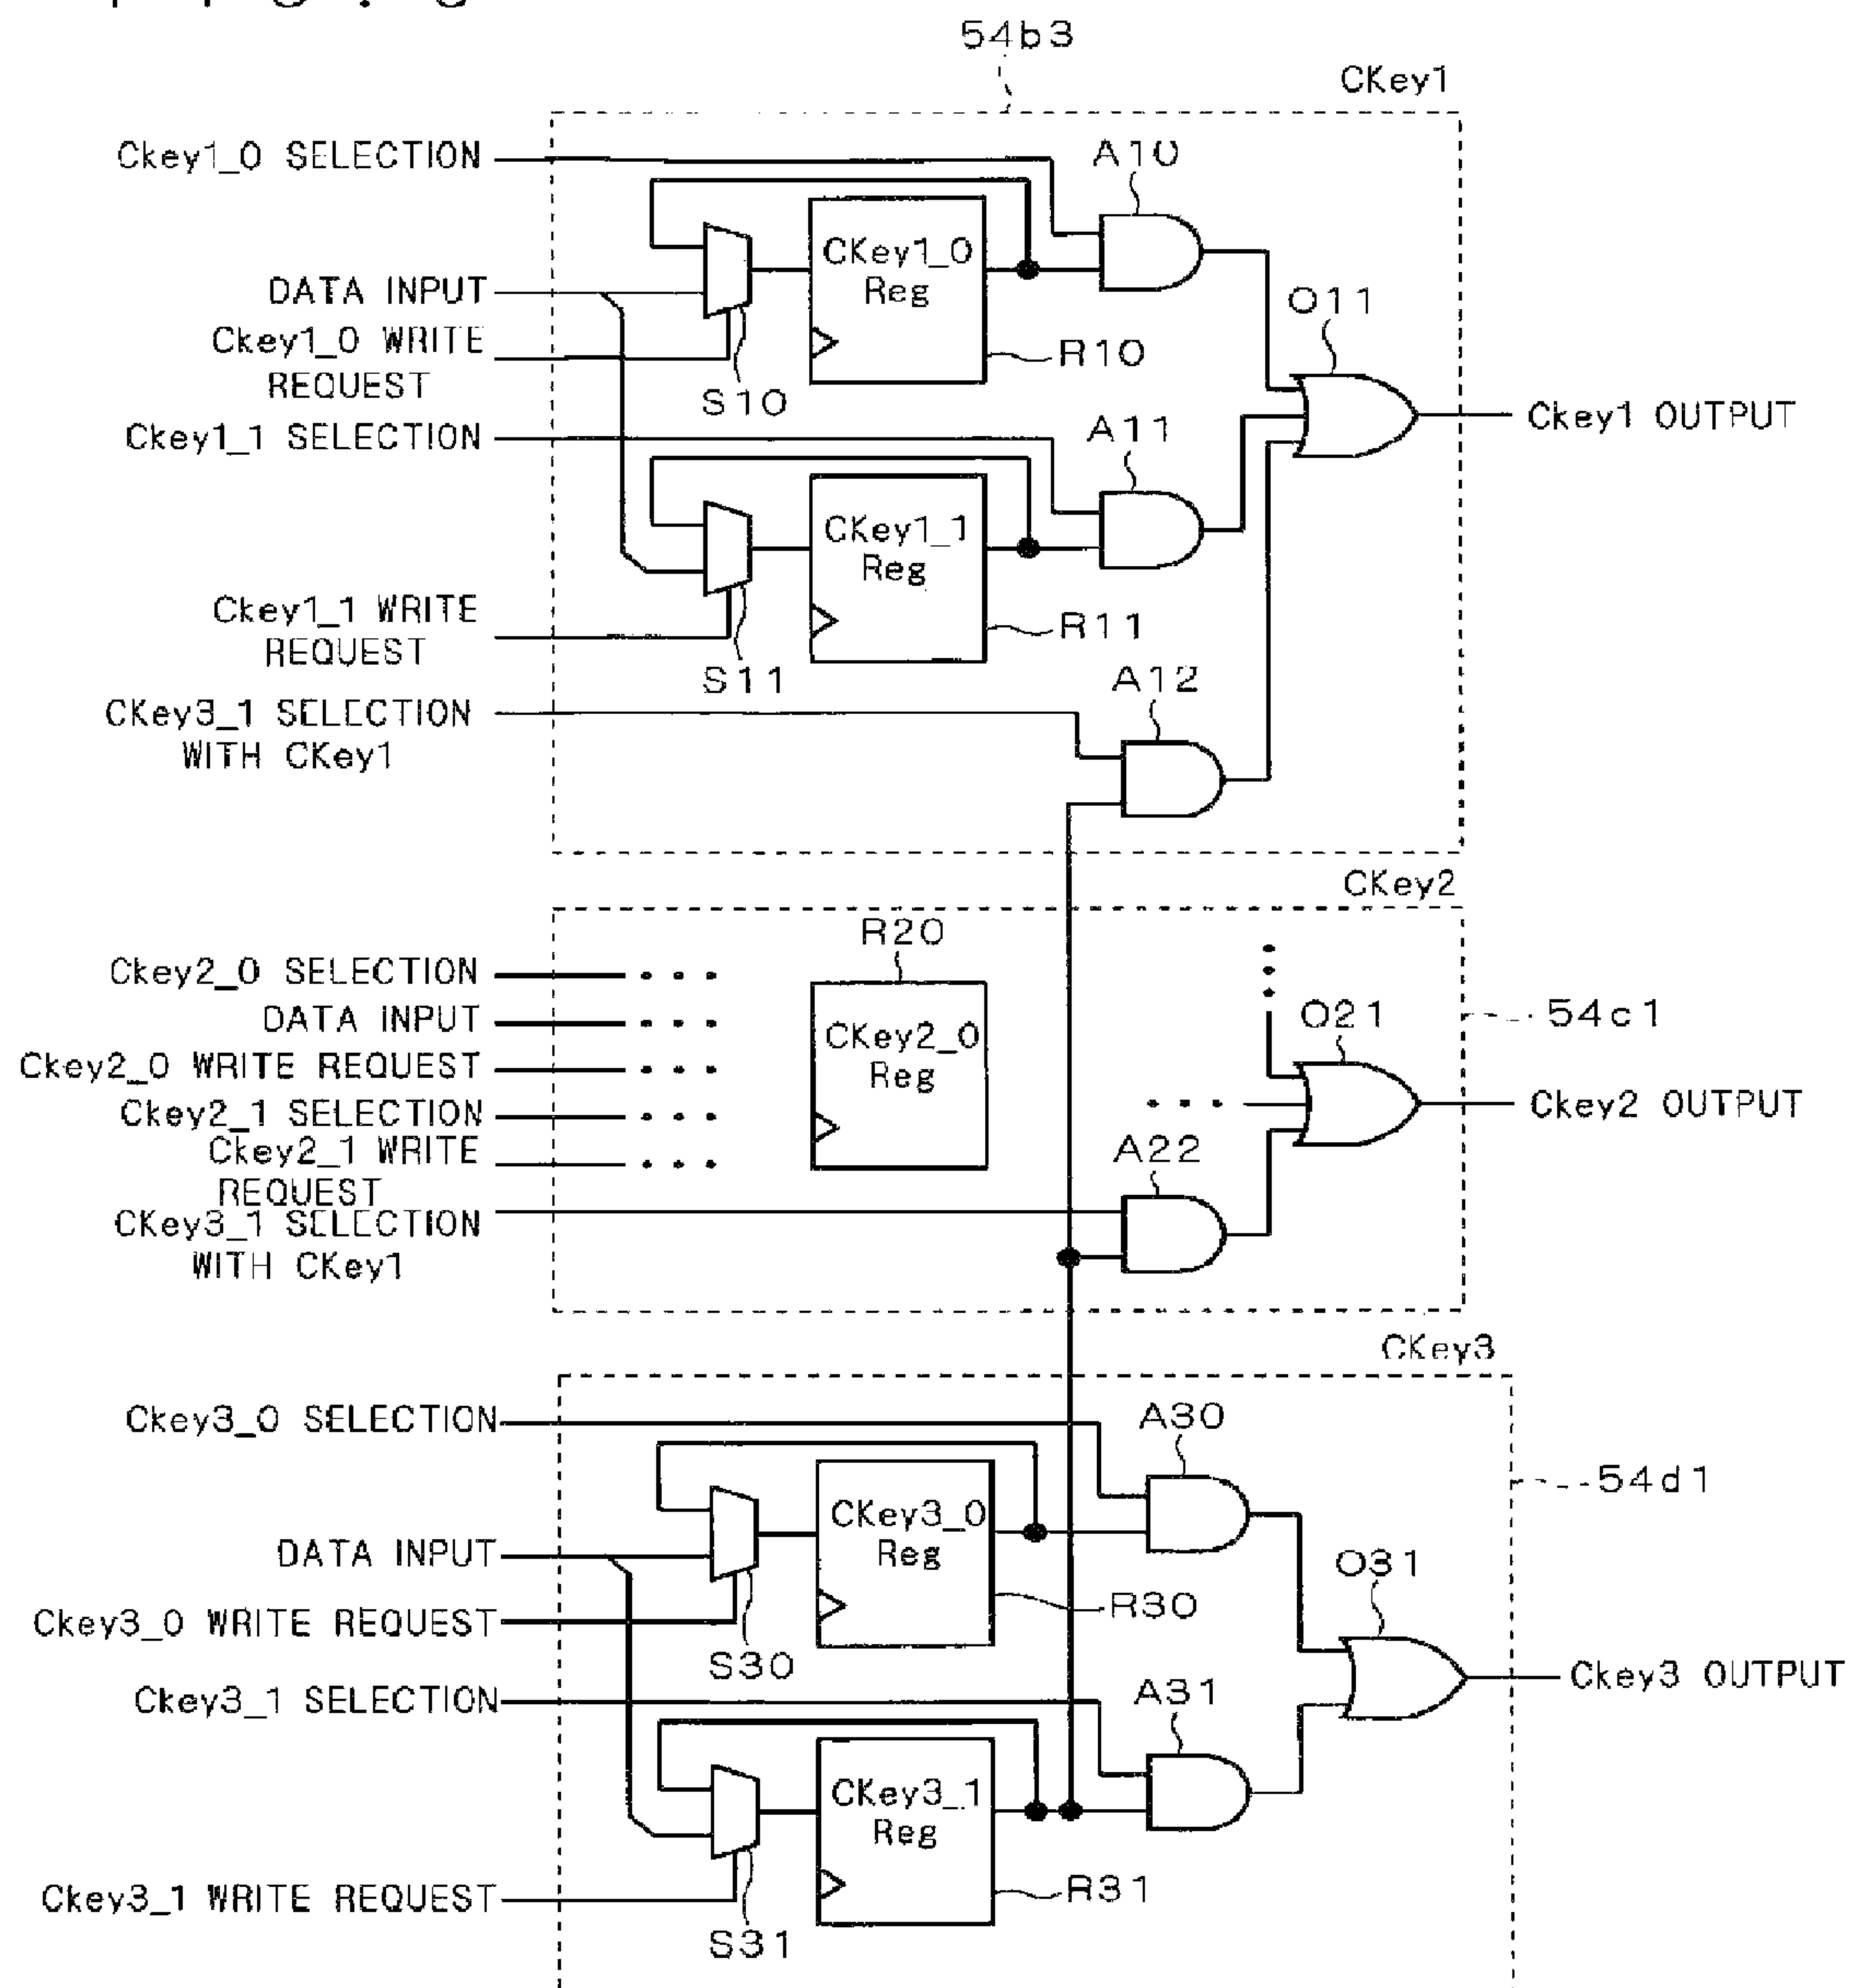 54b3
CKey1
Ckey1_0 SELECTION
A10
CKey1_0
Reg
DATA INPUT
O11
Ckey1_0 WRITE
REQUEST
R10
S10
Ckey1 OUTPUT
Ckey1_1 SELECTION
A11
CKey1_1
Reg
Ckey1_1 WRITE
REQUEST
R11
S11
A12
CKey3_1 SELECTION
WITH CKey1
CKey2
R20
Ckey2_0 SELECTION
DATA INPUT
CKey2_0
Reg
O21
54c1
Ckey2_0 WRITE REQUEST
Ckey2_1 SELECTION
Ckey2 OUTPUT
Ckey2_1 WRITE
REQUEST
A22
CKey3_1 SELECTION
WITH CKey1
CKey3
Ckey3_0 SELECTION
A30
54d1
CKey3_0
Reg
DATA INPUT
O31
R30
Ckey3_0 WRITE REQUEST
S30
Ckey3 OUTPUT
Ckey3_1 SELECTION
A31
CKey3_1
Reg
Ckey3_1 WRITE REQUEST
R31
S31